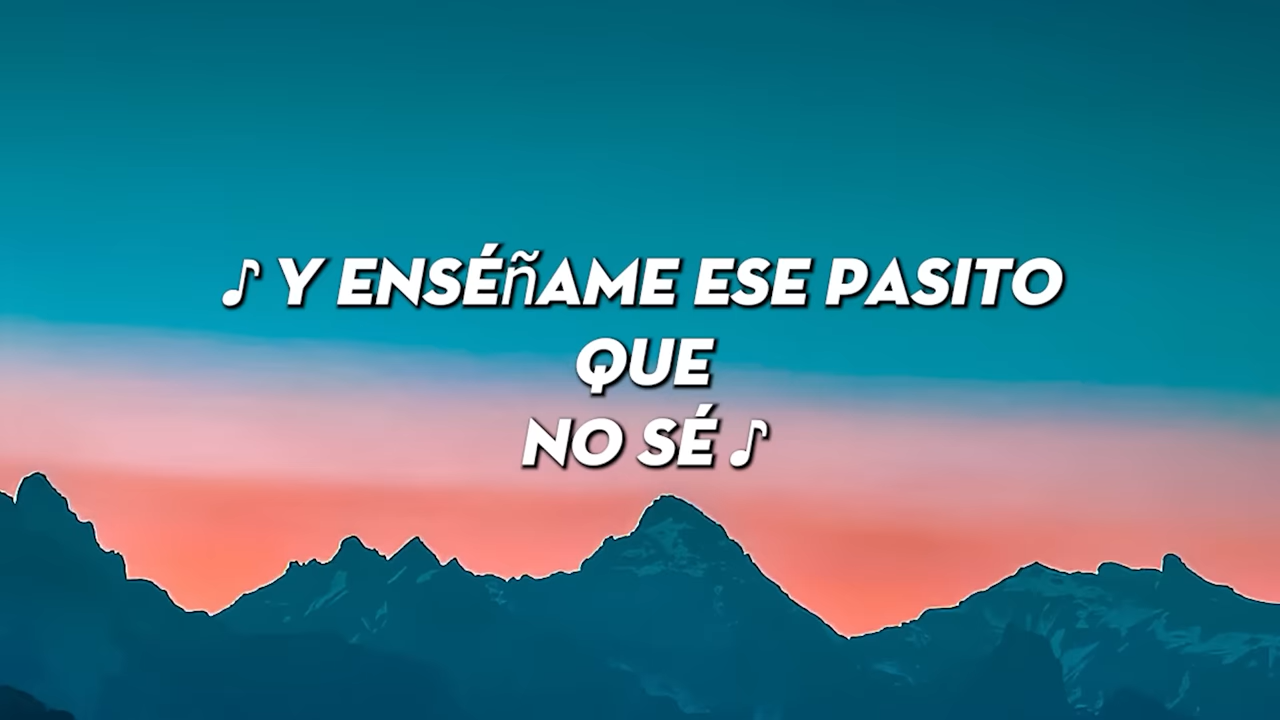 ♪ Y ENSÉñAME ESE PASITO
QUE
NO SÉ ♪